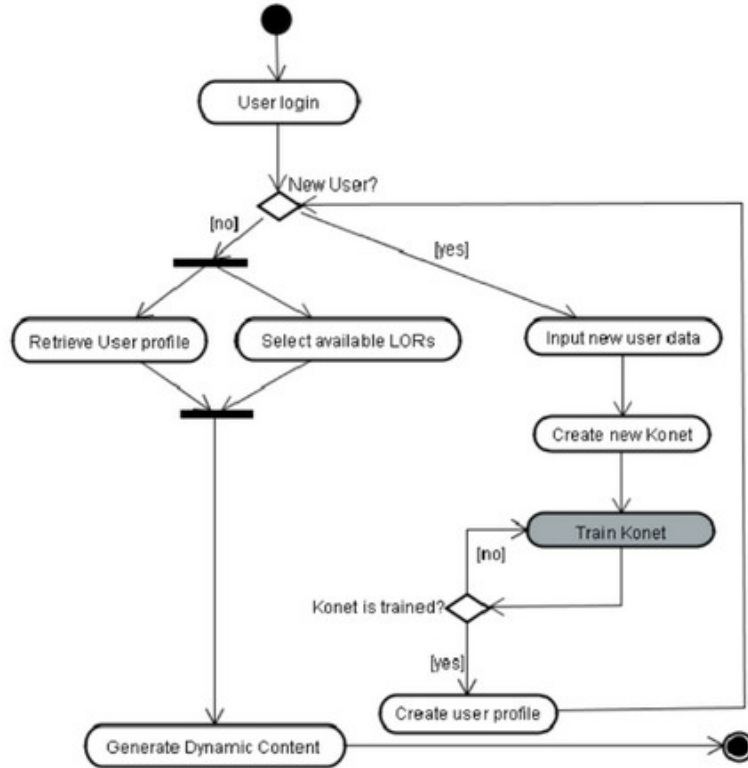 User login
New User?
[no]
[yes]
Retrieve User profile
Select available LORs
Input new user data
Create new Konet
Train Konet
[no]
Konet is trained?
[yes]
Create user profile
Generate Dynamic Content